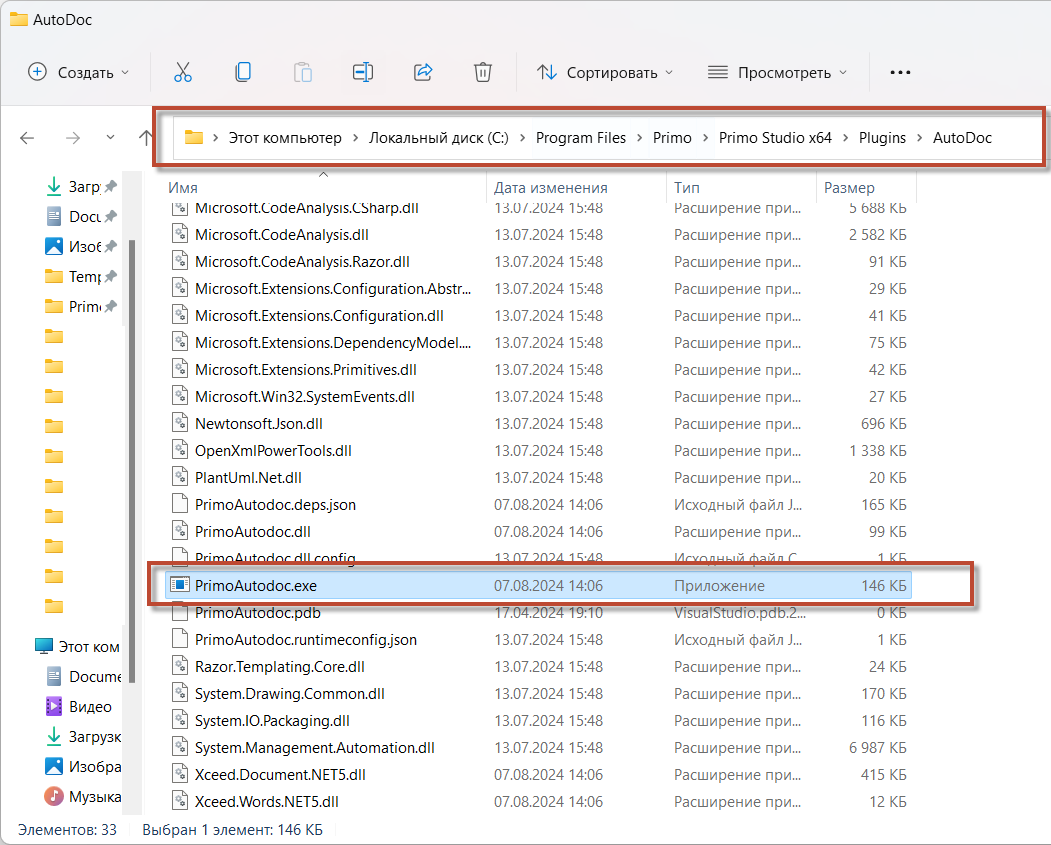 AutoDoc
Создать
Сортировать
Просмотреть
Этот компьютер > Локальный диск (C:) > Program Files > Primo > Primo Studio x64 > Plugins > AutoDoc
Имя Дата изменения Тип Размер
Microsoft.CodeAnalysis.CSharp.dll 13.07.2024 15:48 Расширение при... 5 688 КБ
Microsoft.CodeAnalysis.dll 13.07.2024 15:48 Расширение при... 2 582 КБ
Microsoft.CodeAnalysis.Razor.dll 13.07.2024 15:48 Расширение при... 91 КБ
Microsoft.Extensions.Configuration.Abstr... 13.07.2024 15:48 Расширение при... 29 КБ
Microsoft.Extensions.Configuration.dll 13.07.2024 15:48 Расширение при... 41 КБ
Microsoft.Extensions.DependencyModel.... 13.07.2024 15:48 Расширение при... 75 КБ
Microsoft.Extensions.Primitives.dll 13.07.2024 15:48 Расширение при... 42 КБ
Microsoft.Win32.SystemEvents.dll 13.07.2024 15:48 Расширение при... 27 КБ
Newtonsoft.Json.dll 13.07.2024 15:48 Расширение при... 696 КБ
OpenXmlPowerTools.dll 13.07.2024 15:48 Расширение при... 1 338 КБ
PlantUml.Net.dll 13.07.2024 15:48 Расширение при... 20 КБ
PrimoAutodoc.deps.json 07.08.2024 14:06 Исходный файл J... 165 КБ
PrimoAutodoc.dll 07.08.2024 14:06 Расширение при... 99 КБ
PrimoAutodoc.dll.config 13.07.2024 15:48 Исходный файл C... 1 КБ
PrimoAutodoc.exe 07.08.2024 14:06 Приложение 146 КБ
PrimoAutodoc.pdb 17.04.2024 19:10 VisualStudio.pdb.2... 0 КБ
PrimoAutodoc.runtimeconfig.json 13.07.2024 15:48 Исходный файл J... 1 КБ
Razor.Templating.Core.dll 13.07.2024 15:48 Расширение при... 24 КБ
System.Drawing.Common.dll 13.07.2024 15:48 Расширение при... 170 КБ
System.IO.Packaging.dll 13.07.2024 15:48 Расширение при... 116 КБ
System.Management.Automation.dll 13.07.2024 15:48 Расширение при... 6 987 КБ
Xceed.Document.NET5.dll 07.08.2024 14:06 Расширение при... 415 КБ
Xceed.Words.NET5.dll 07.08.2024 14:06 Расширение при... 12 КБ
Загру
Docu
Изоб
Temp
Prim
Этот ком
Docume
Видео
Загрузк
Изобра
Музыка
Элементов: 33 Выбран 1 элемент: 146 КБ